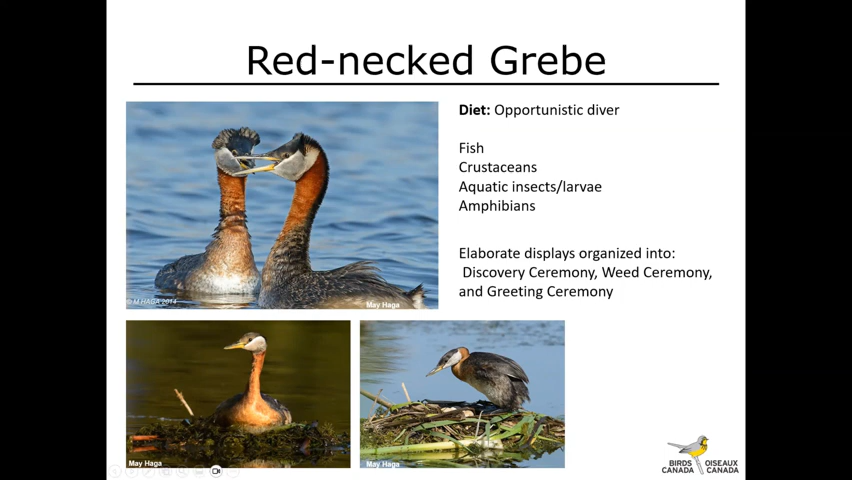 Red-necked Grebe
Diet: Opportunistic diver
Fish
Crustaceans
Aquatic insects/larvae
Amphibians
Elaborate displays organized into:
Discovery Ceremony, Weed Ceremony,
and Greeting Ceremony
© M HAGA 2014
May Haga
May Haga
May Haga
BIRDS CANADA
OISEAUX CANADA